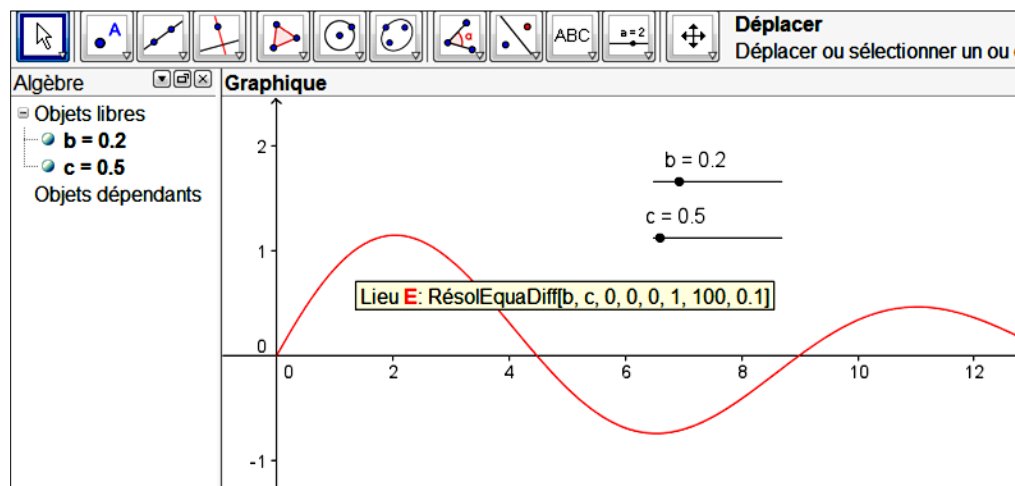 A
α
ABC
a=2
Déplacer
Déplacer ou sélectionner un ou
Algèbre
Graphique
Objets libres
b = 0.2
c = 0.5
Objets dépendants
2
1
0
-1
0
2
4
6
8
10
12
b = 0.2
c = 0.5
Lieu E: RésolEquaDiff[b, c, 0, 0, 0, 1, 100, 0.1]